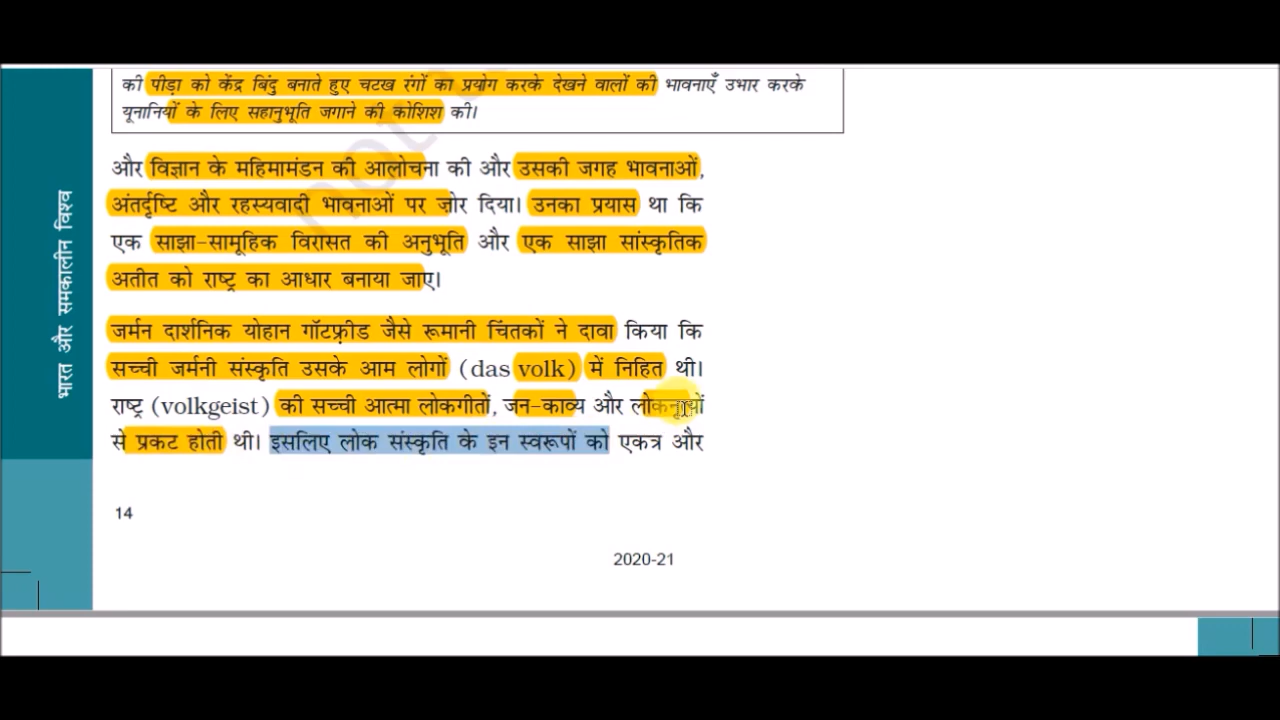 की पीड़ा को केंद्र बिंदु बनाते हुए चटख रंगों का प्रयोग करके देखने वालों की भावनाएँ उभार करके
यूनानियों के लिए सहानुभूति जगाने की कोशिश की।
और विज्ञान के महिमामंडन की आलोचना की और उसकी जगह भावनाओं,
अंतर्दृष्टि और रहस्यवादी भावनाओं पर जोर दिया। उनका प्रयास था कि
एक साझा-सामूहिक विरासत की अनुभूति और एक साझा सांस्कृतिक
अतीत को राष्ट्र का आधार बनाया जाए।
जर्मन दार्शनिक योहान गॉटफ़्रीड जैसे रूमानी चिंतकों ने दावा किया कि
सच्ची जर्मनी संस्कृति उसके आम लोगों (das volk) में निहित थी।
राष्ट्र (volkgeist) की सच्ची आत्मा लोकगीतों, जन-काव्य और लोकनृत्यों
से प्रकट होती थी। इसलिए लोक संस्कृति के इन स्वरूपों को एकत्र और
14
2020-21
भारत और समकालीन विश्व
not